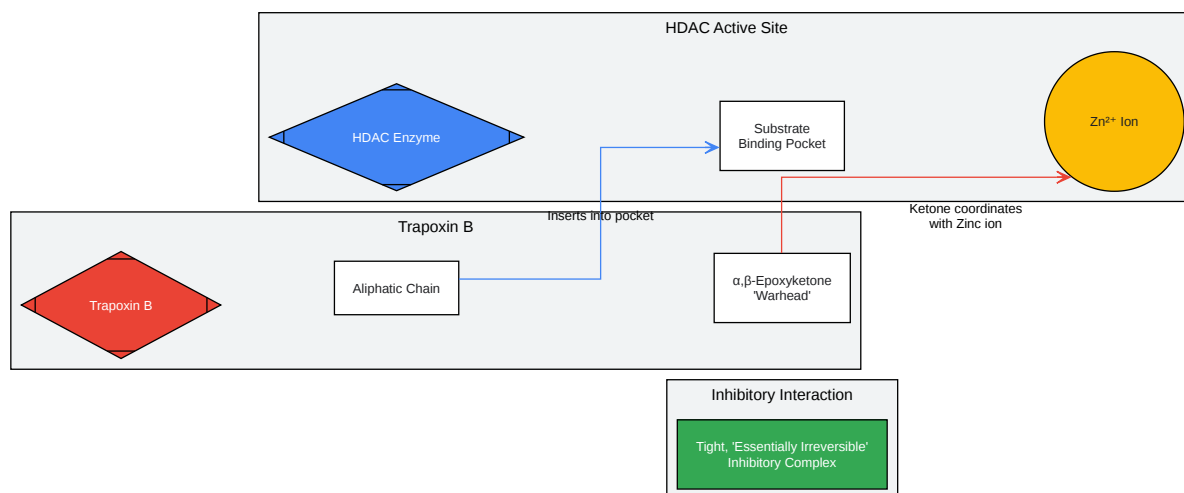 HDAC Active Site
HDAC Enzyme
Substrate
Binding Pocket
Zn²⁺ Ion
Inserts into pocket
Ketone coordinates
with Zinc ion
Trapoxin B
Trapoxin B
Aliphatic Chain
α,β-Epoxyketone
'Warhead'
Inhibitory Interaction
Tight, 'Essentially Irreversible'
Inhibitory Complex